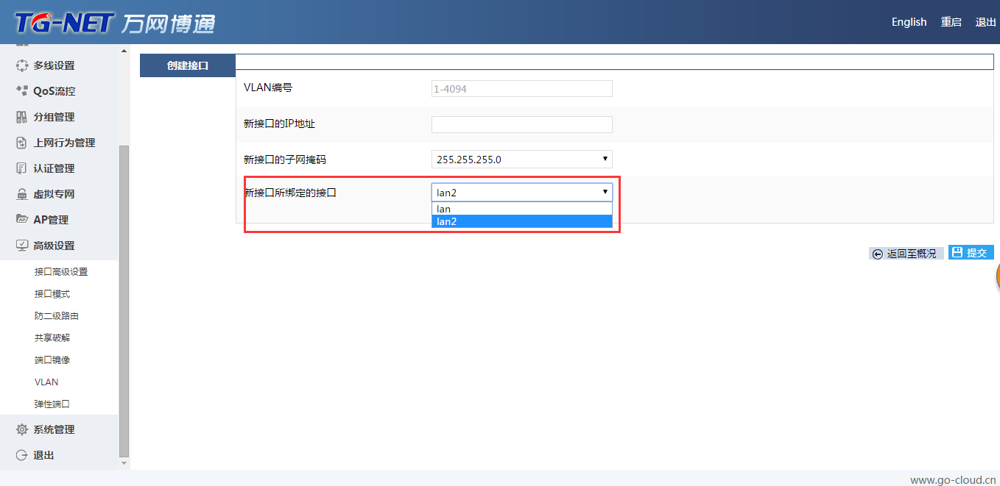 TG-NET 万网博通
English 重启 退出
多线设置
QoS流控
分组管理
上网行为管理
认证管理
虚拟专网
AP管理
高级设置
接口高级设置
接口模式
防二级路由
共享破解
端口镜像
VLAN
弹性端口
系统管理
退出
创建接口
VLAN编号 1-4094
新接口的IP地址
新接口的子网掩码 255.255.255.0
新接口所绑定的接口 lan2
lan
lan2
返回至概况 提交
www.go-cloud.cn